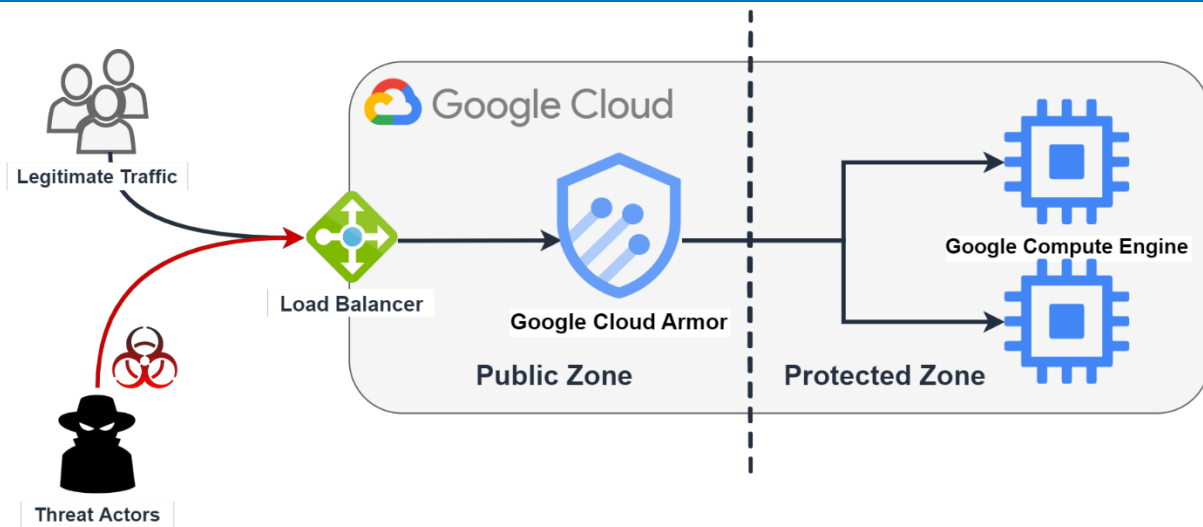 Google Cloud
Legitimate Traffic
Google Compute Engine
Load Balancer
Google Cloud Armor
Public Zone
Protected Zone
Threat Actors